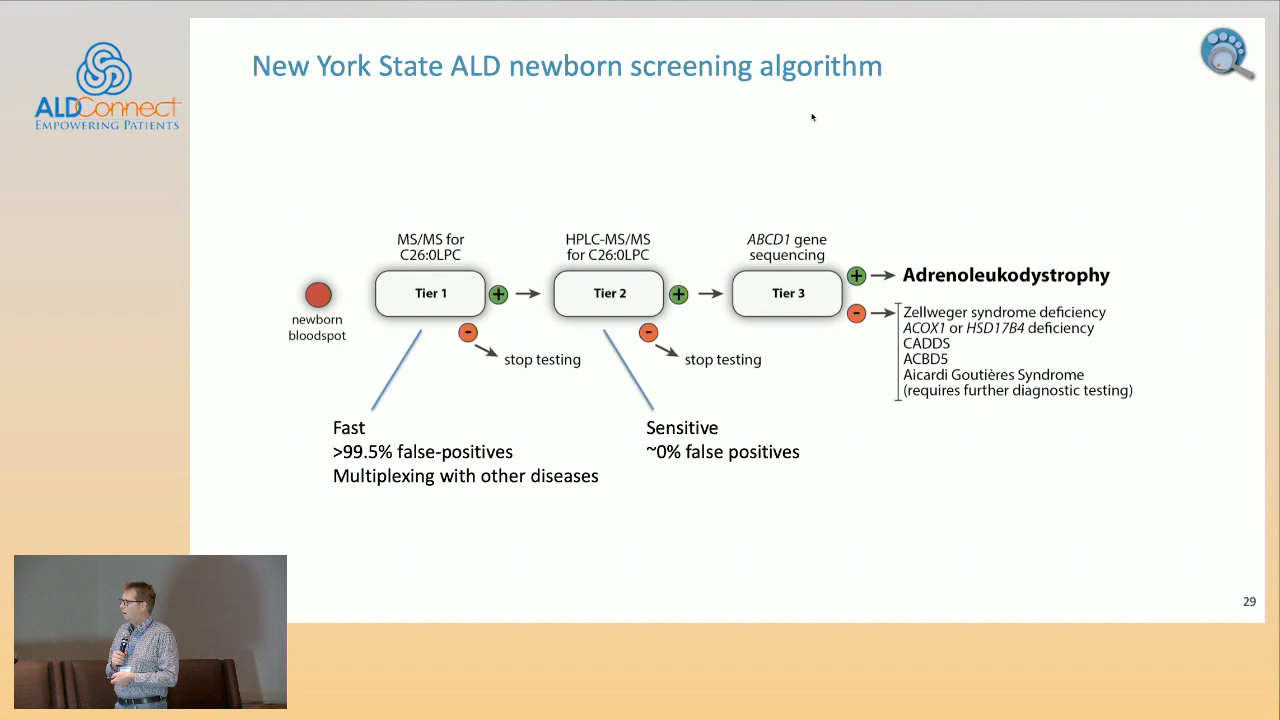 ALDConnect
EMPOWERING PATIENTS
New York State ALD newborn screening algorithm
newborn
bloodspot
MS/MS for
C26:0LPC
Tier 1
+
-
stop testing
HPLC-MS/MS
for C26:0LPC
Tier 2
+
-
stop testing
ABCD1 gene
sequencing
Tier 3
+
-
Adrenoleukodystrophy
Zellweger syndrome deficiency
ACOX1 or HSD17B4 deficiency
CADDS
ACBD5
Aicardi Goutières Syndrome
(requires further diagnostic testing)
Fast
>99.5% false-positives
Multiplexing with other diseases
Sensitive
~0% false positives
29